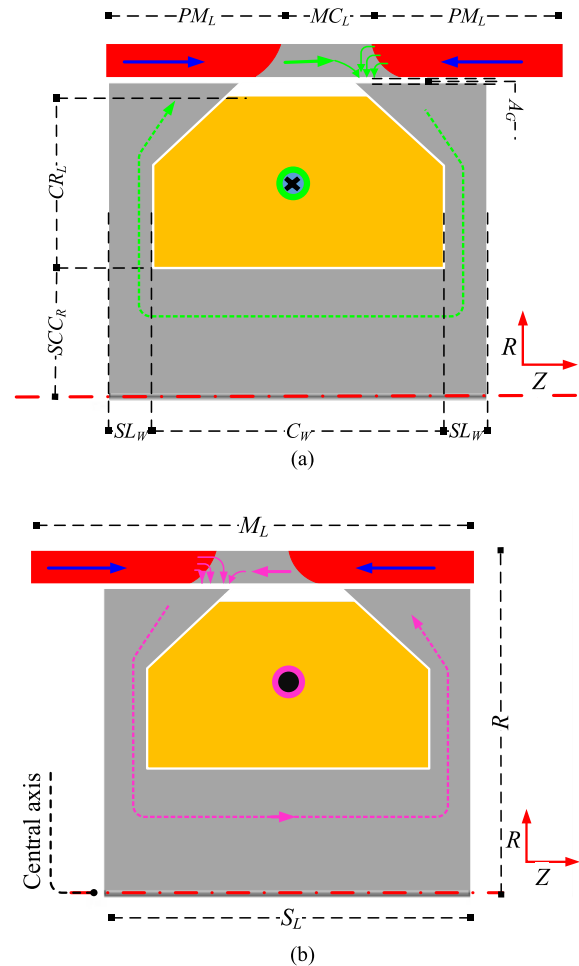 PM_L MC_L PM_L
A_G
CR_L
SCC_R
R
Z
SL_W C_W SL_W
(a)
M_L
R
Central axis
R
Z
S_L
(b)